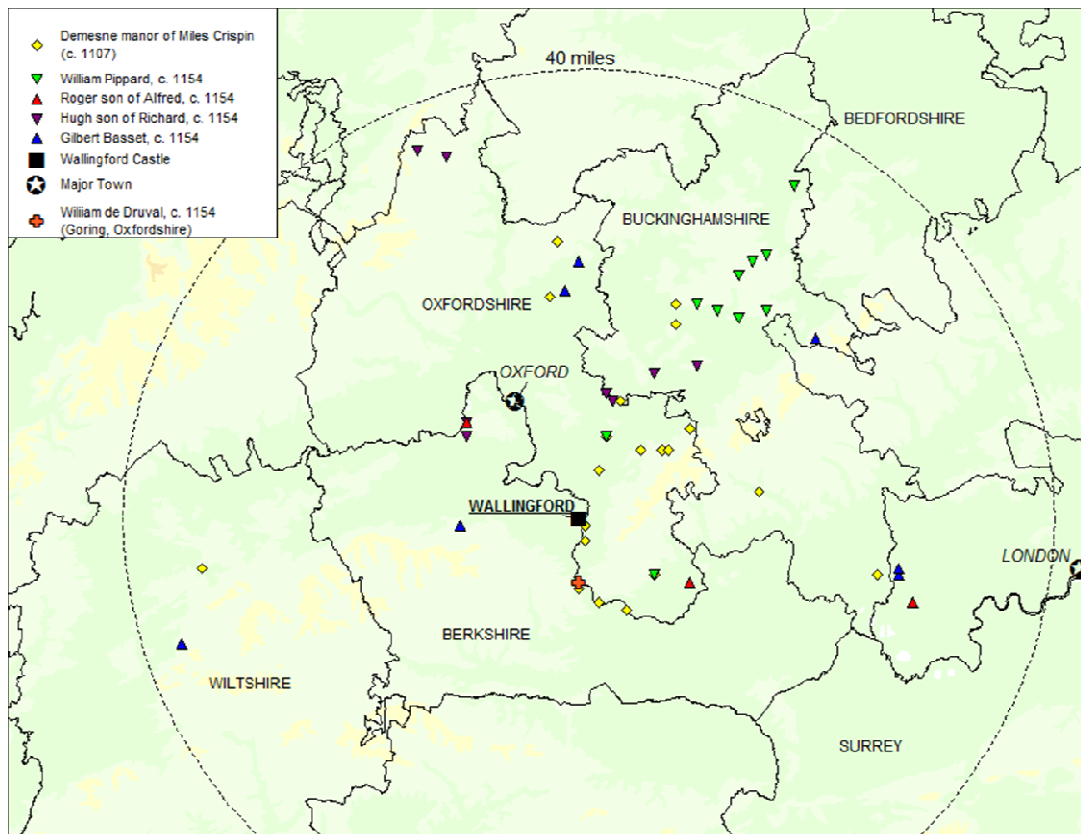 Demesne manor of Miles Crispin
(c. 1107)
William Pippard, c. 1154
Roger son of Alfred, c. 1154
Hugh son of Richard, c. 1154
Gilbert Basset, c. 1154
Wallingford Castle
Major Town
William de Druval, c. 1154
(Goring, Oxfordshire)
40 miles
BEDFORDSHIRE
BUCKINGHAMSHIRE
OXFORDSHIRE
OXFORD
WALLINGFORD
LONDON
BERKSHIRE
WILTSHIRE
SURREY